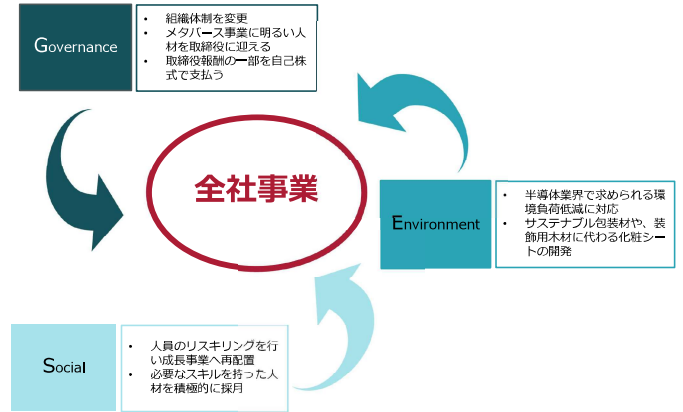 Governance
• 組織体制を変更
• メタバース事業に明るい人
材を取締役に迎える
• 取締役報酬の一部を自己株
式で支払う
全社事業
Environment
• 半導体業界で求められる環
境負荷低減に対応
• サステナブル包装材や、装
飾用木材に代わる化粧シー
トの開発
Social
• 人員のリスキリングを行
い成長事業へ再配置
• 必要なスキルを持った人
材を積極的に採用